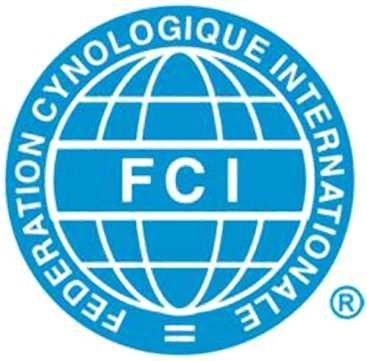 FEDERATION CYNOLOGIQUE INTERNATIONALE
FCI
=
®